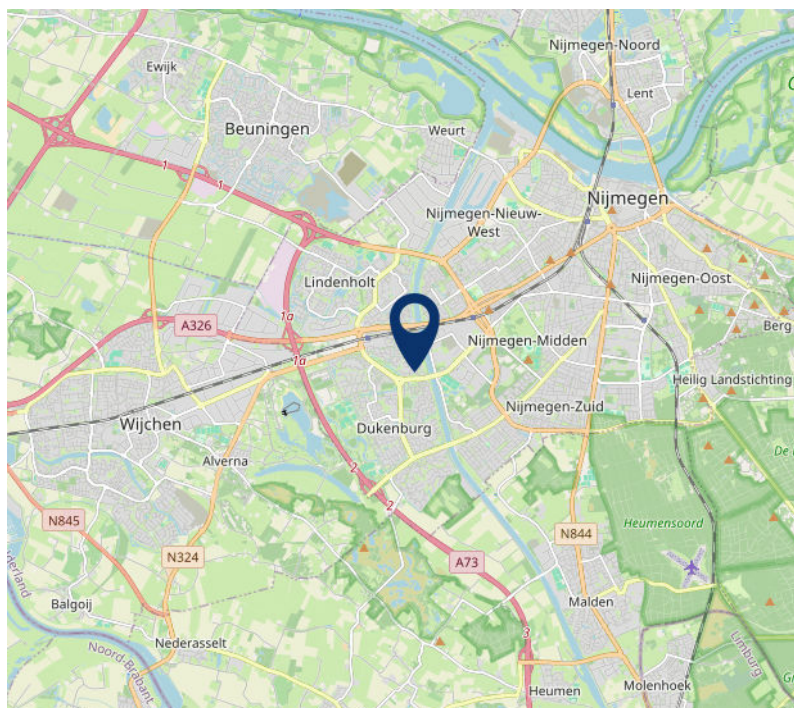 Nijmegen-Noord
Ewijk
Lent
Beuningen
Weurt
1
1
Nijmegen
Nijmegen-Nieuw-
West
Nijmegen-Oost
Lindenholt
1a
A326
Berg
Nijmegen-Midden
1a
Heilig Landstichting
Nijmegen-Zuid
Wijchen
Dukenburg
De
Alverna
2
2
N845
Heumensoord
N844
N324
A73
Balgoij
Malden
3
Nederasselt
Limburg
Noord-Brabant
Heumen
Molenhoek